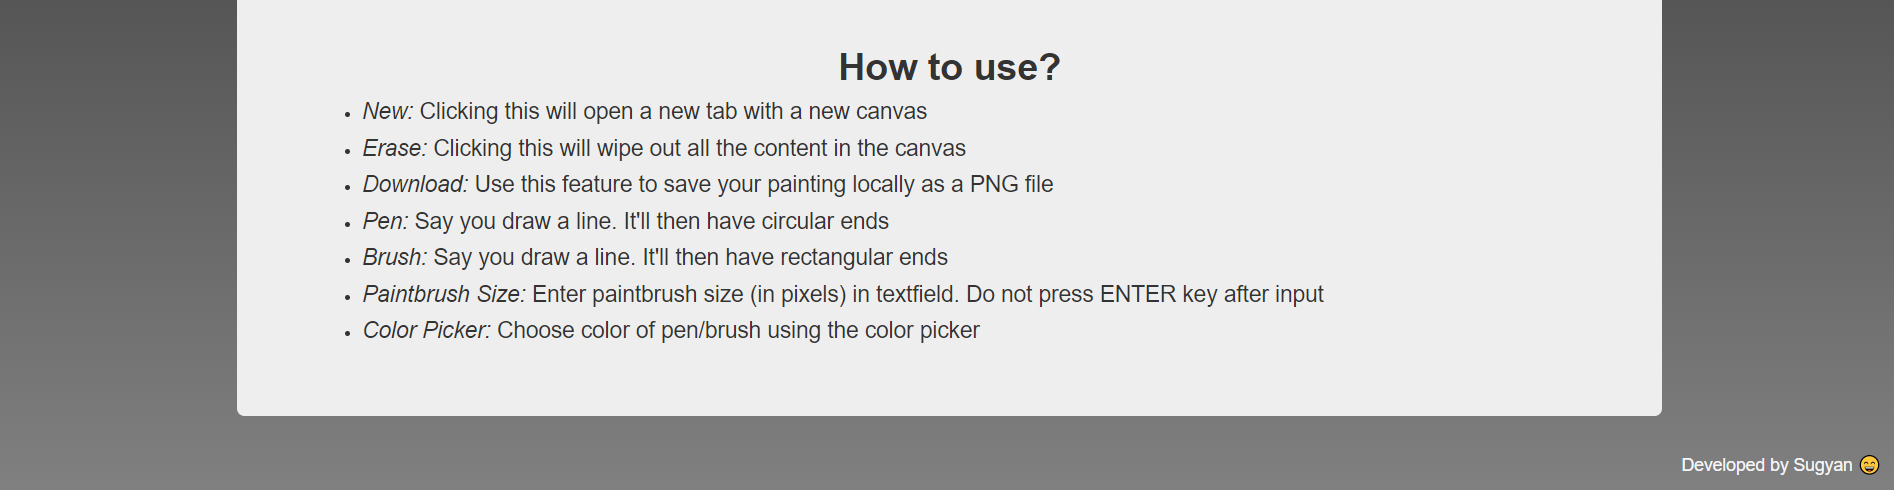 How to use?
• New: Clicking this will open a new tab with a new canvas
• Erase: Clicking this will wipe out all the content in the canvas
• Download: Use this feature to save your painting locally as a PNG file
• Pen: Say you draw a line. It'll then have circular ends
• Brush: Say you draw a line. It'll then have rectangular ends
• Paintbrush Size: Enter paintbrush size (in pixels) in textfield. Do not press ENTER key after input
• Color Picker: Choose color of pen/brush using the color picker
Developed by Sugyan 😄